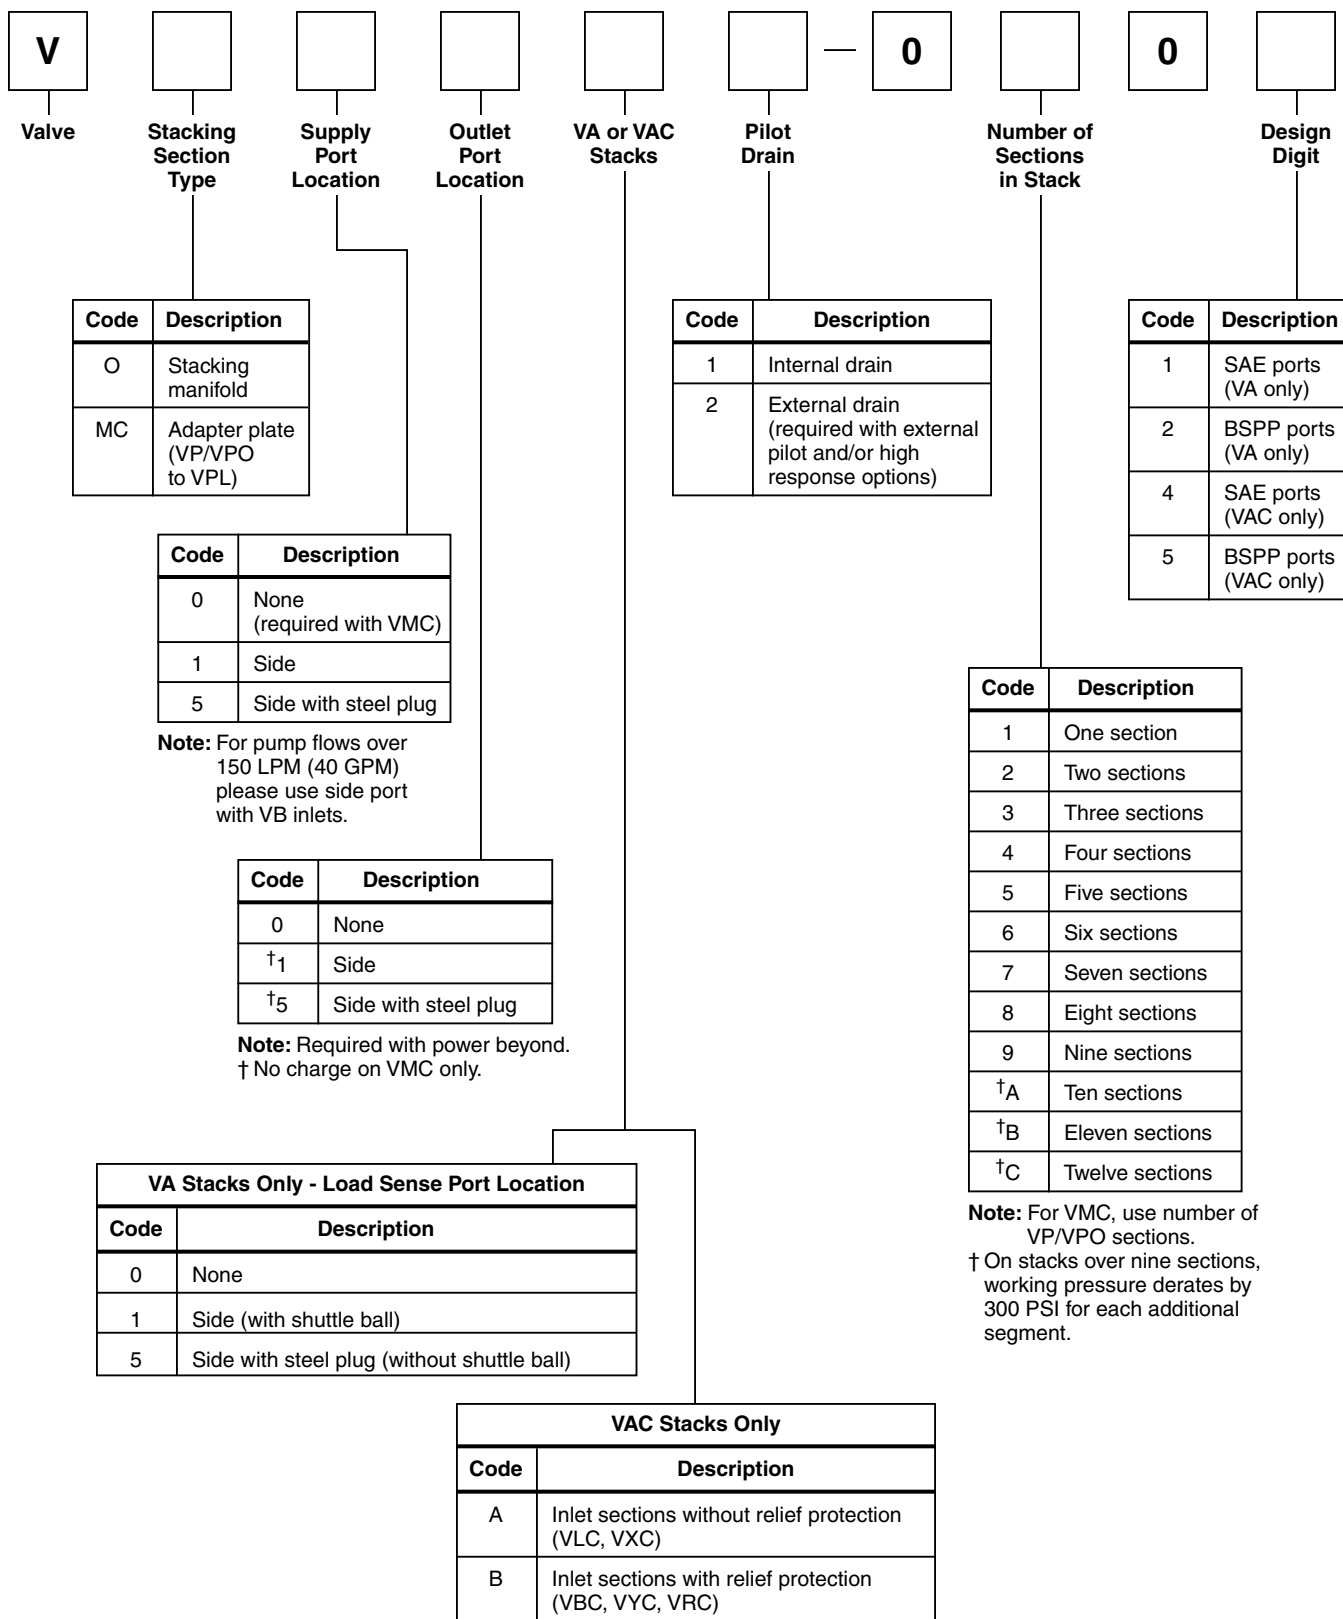 V 0 0
Valve
Stacking
Section
Type
Supply
Port
Location
Outlet
Port
Location
VA or VAC
Stacks
Pilot
Drain
Number of
Sections
in Stack
Design
Digit
Code Description
O Stacking
manifold
MC Adapter plate
(VP/VPO
to VPL)
Code Description
1 Internal drain
2 External drain
(required with external
pilot and/or high
response options)
Code Description
1 SAE ports
(VA only)
2 BSPP ports
(VA only)
4 SAE ports
(VAC only)
5 BSPP ports
(VAC only)
Code Description
0 None
(required with VMC)
1 Side
5 Side with steel plug
Note: For pump flows over
150 LPM (40 GPM)
please use side port
with VB inlets.
Code Description
0 None
†1 Side
†5 Side with steel plug
Note: Required with power beyond.
† No charge on VMC only.
Code Description
1 One section
2 Two sections
3 Three sections
4 Four sections
5 Five sections
6 Six sections
7 Seven sections
8 Eight sections
9 Nine sections
†A Ten sections
†B Eleven sections
†C Twelve sections
Note: For VMC, use number of
VP/VPO sections.
† On stacks over nine sections,
working pressure derates by
300 PSI for each additional
segment.
VA Stacks Only - Load Sense Port Location
Code Description
0 None
1 Side (with shuttle ball)
5 Side with steel plug (without shuttle ball)
VAC Stacks Only
Code Description
A Inlet sections without relief protection
(VLC, VXC)
B Inlet sections with relief protection
(VBC, VYC, VRC)